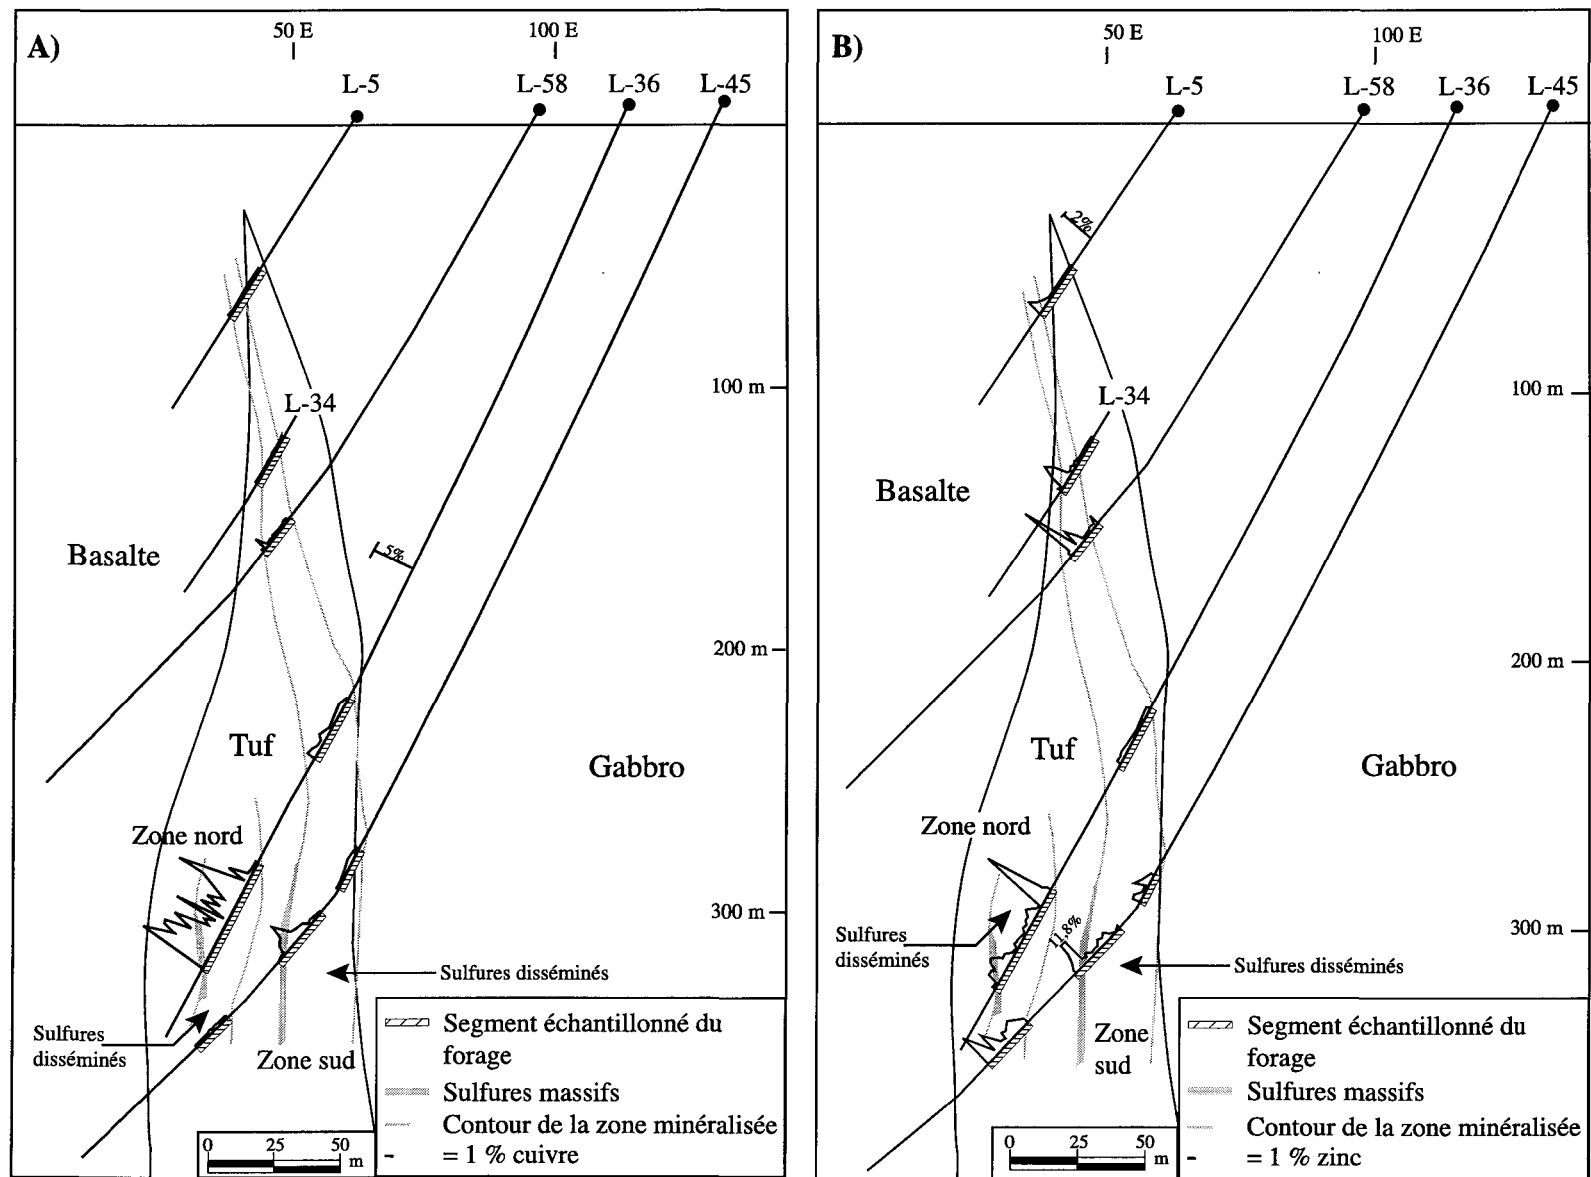 A)
50 E
100 E
L-5
L-58
L-36
L-45
100 m
L-34
Basalte
5%
200 m
Tuf
Gabbro
Zone nord
300 m
Sulfures disséminés
Sulfures
disséminés
Zone sud
Segment échantillonné du
forage
Sulfures massifs
Contour de la zone minéralisée
= 1 % cuivre
0 25 50
m
B)
50 E
100 E
L-5
L-58
L-36
L-45
2%
100 m
L-34
Basalte
200 m
Tuf
Gabbro
Zone nord
11,8%
300 m
Sulfures
disséminés
Sulfures disséminés
Zone
sud
Segment échantillonné du
forage
Sulfures massifs
Contour de la zone minéralisée
= 1 % zinc
0 25 50
m